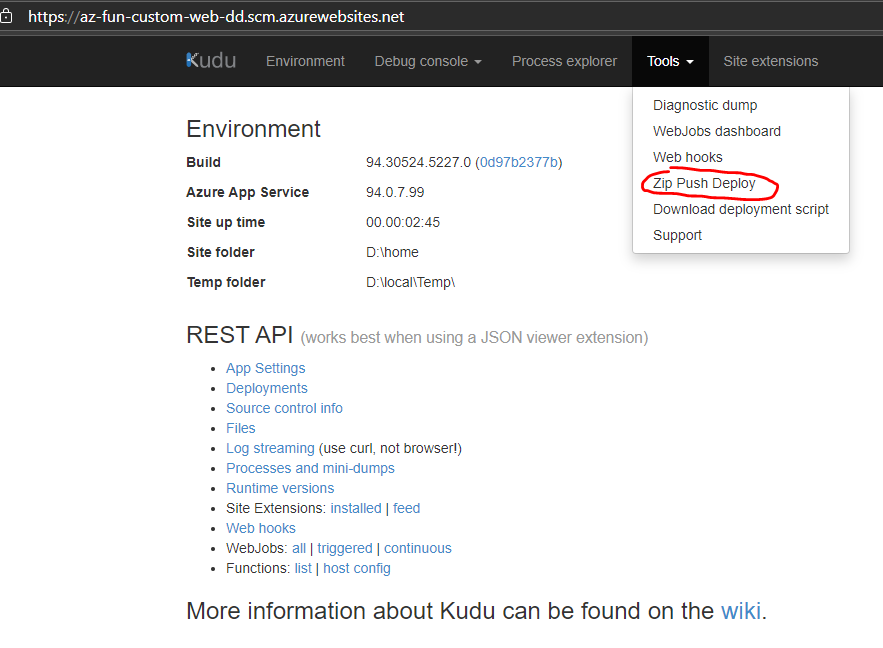 https://az-fun-custom-web-dd.scm.azurewebsites.net
Kudu Environment Debug console Process explorer Tools Site extensions
Diagnostic dump
WebJobs dashboard
Web hooks
Zip Push Deploy
Download deployment script
Support
Environment
Build 94.30524.5227.0 (0d97b2377b)
Azure App Service 94.0.7.99
Site up time 00.00:02:45
Site folder D:\home
Temp folder D:\local\Temp\
REST API (works best when using a JSON viewer extension)
App Settings
Deployments
Source control info
Files
Log streaming (use curl, not browser!)
Processes and mini-dumps
Runtime versions
Site Extensions: installed | feed
Web hooks
WebJobs: all | triggered | continuous
Functions: list | host config
More information about Kudu can be found on the wiki.